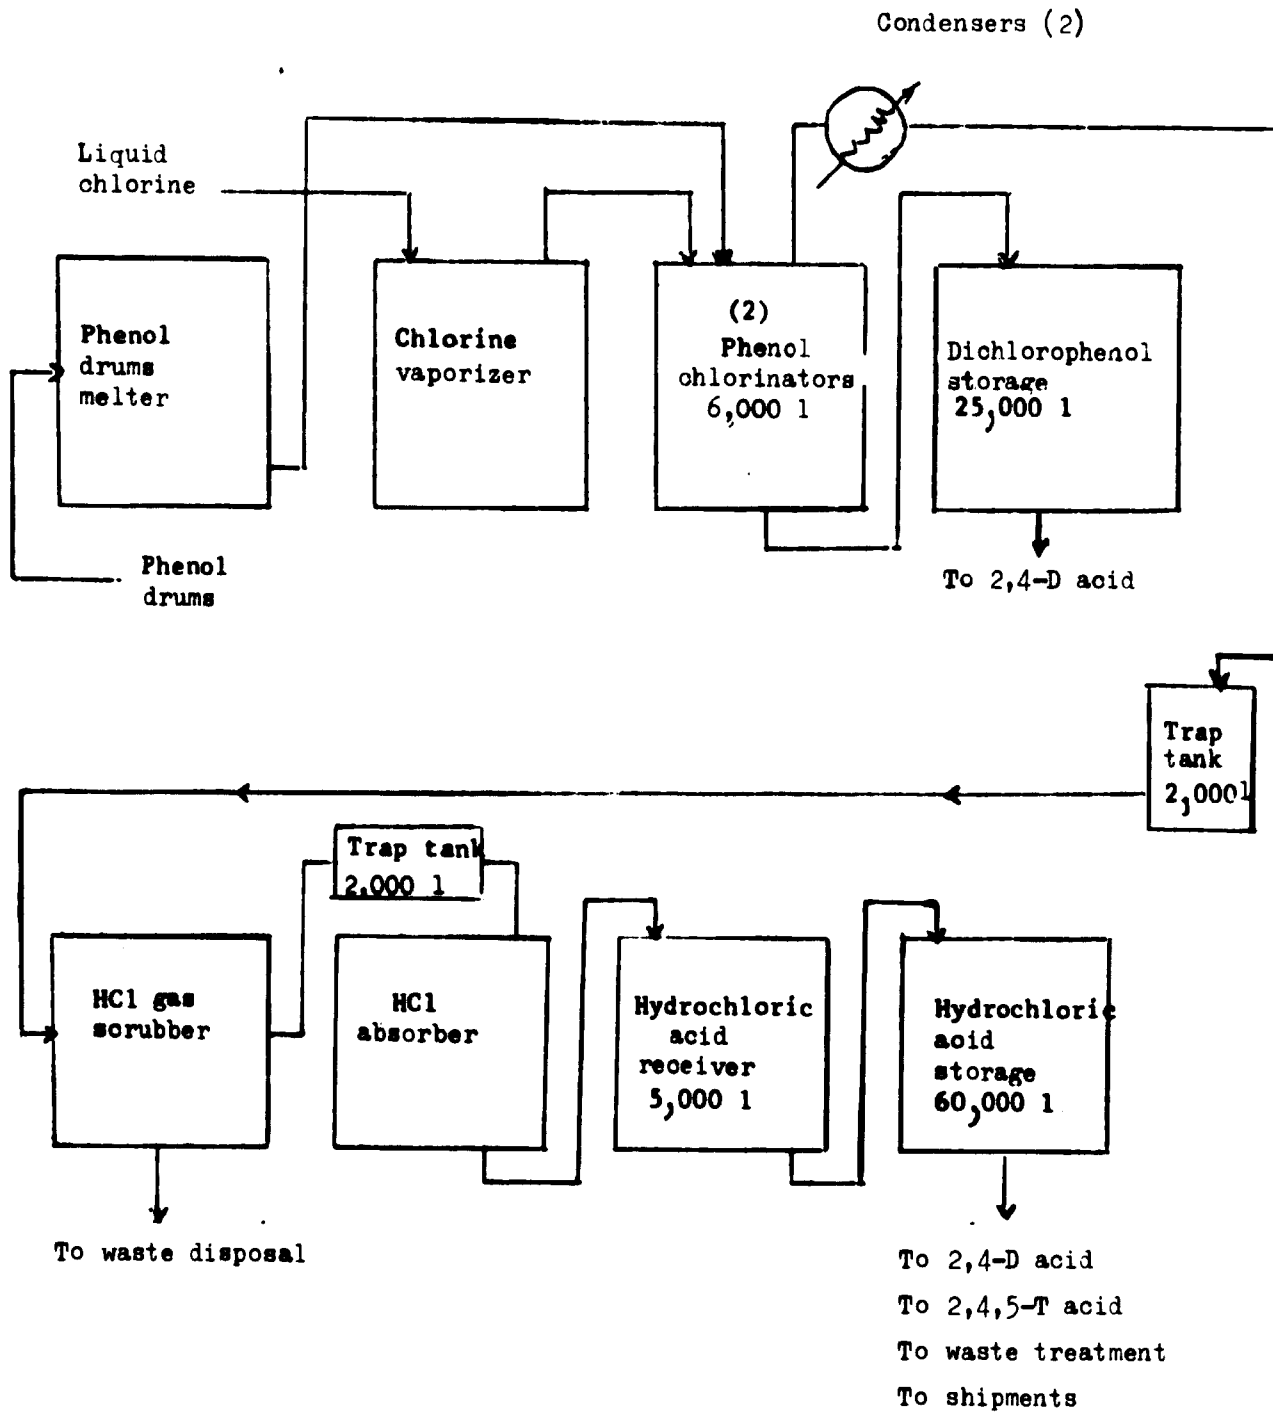 Condensers (2)
Liquid
chlorine
Phenol
drums
melter
Chlorine
vaporizer
(2)
Phenol
chlorinators
6,000 l
Dichlorophenol
storage
25,000 l
Phenol
drums
To 2,4-D acid
Trap
tank
2,000 l
Trap tank
2,000 l
HCl gas
scrubber
HCl
absorber
Hydrochloric
acid
receiver
5,000 l
Hydrochloric
acid
storage
60,000 l
To waste disposal
To 2,4-D acid
To 2,4,5-T acid
To waste treatment
To shipments